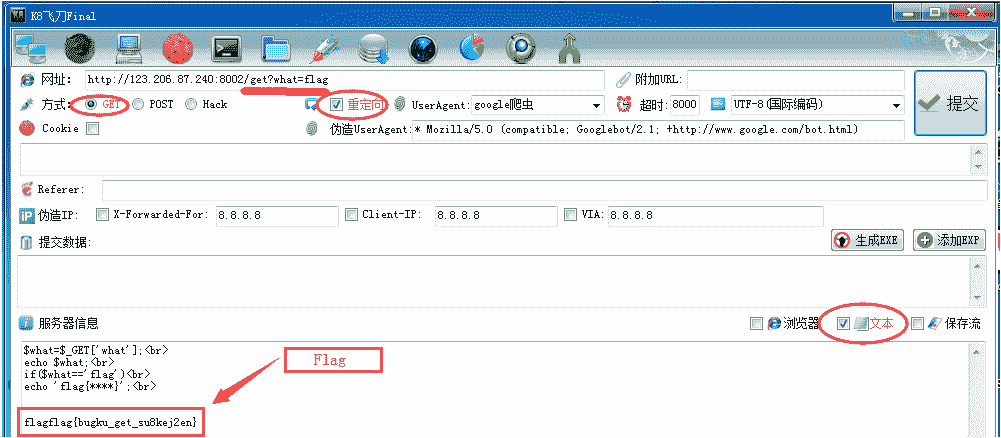 K8飞刀Final
网址: http://123.206.87.240:8002/get?what=flag 附加URL: 提交
方式: GET POST Hack 重定向 UserAgent: google爬虫 超时: 8000 UTF-8(国际编码)
Cookie 伪造UserAgent: * Mozilla/5.0 (compatible; Googlebot/2.1; +http://www.google.com/bot.html)
Referer:
iP 伪造IP: X-Forwarded-For: 8.8.8.8 Client-IP: 8.8.8.8 VIA: 8.8.8.8
提交数据: 生成EXE 添加EXP
服务器信息 浏览器 文本 保存流
$what=$_GET['what'];<br>
echo $what;<br>
if($what=='flag')<br>
echo 'flag{****}';<br>
Flag
flagflag{bugku_get_su8kej2en}